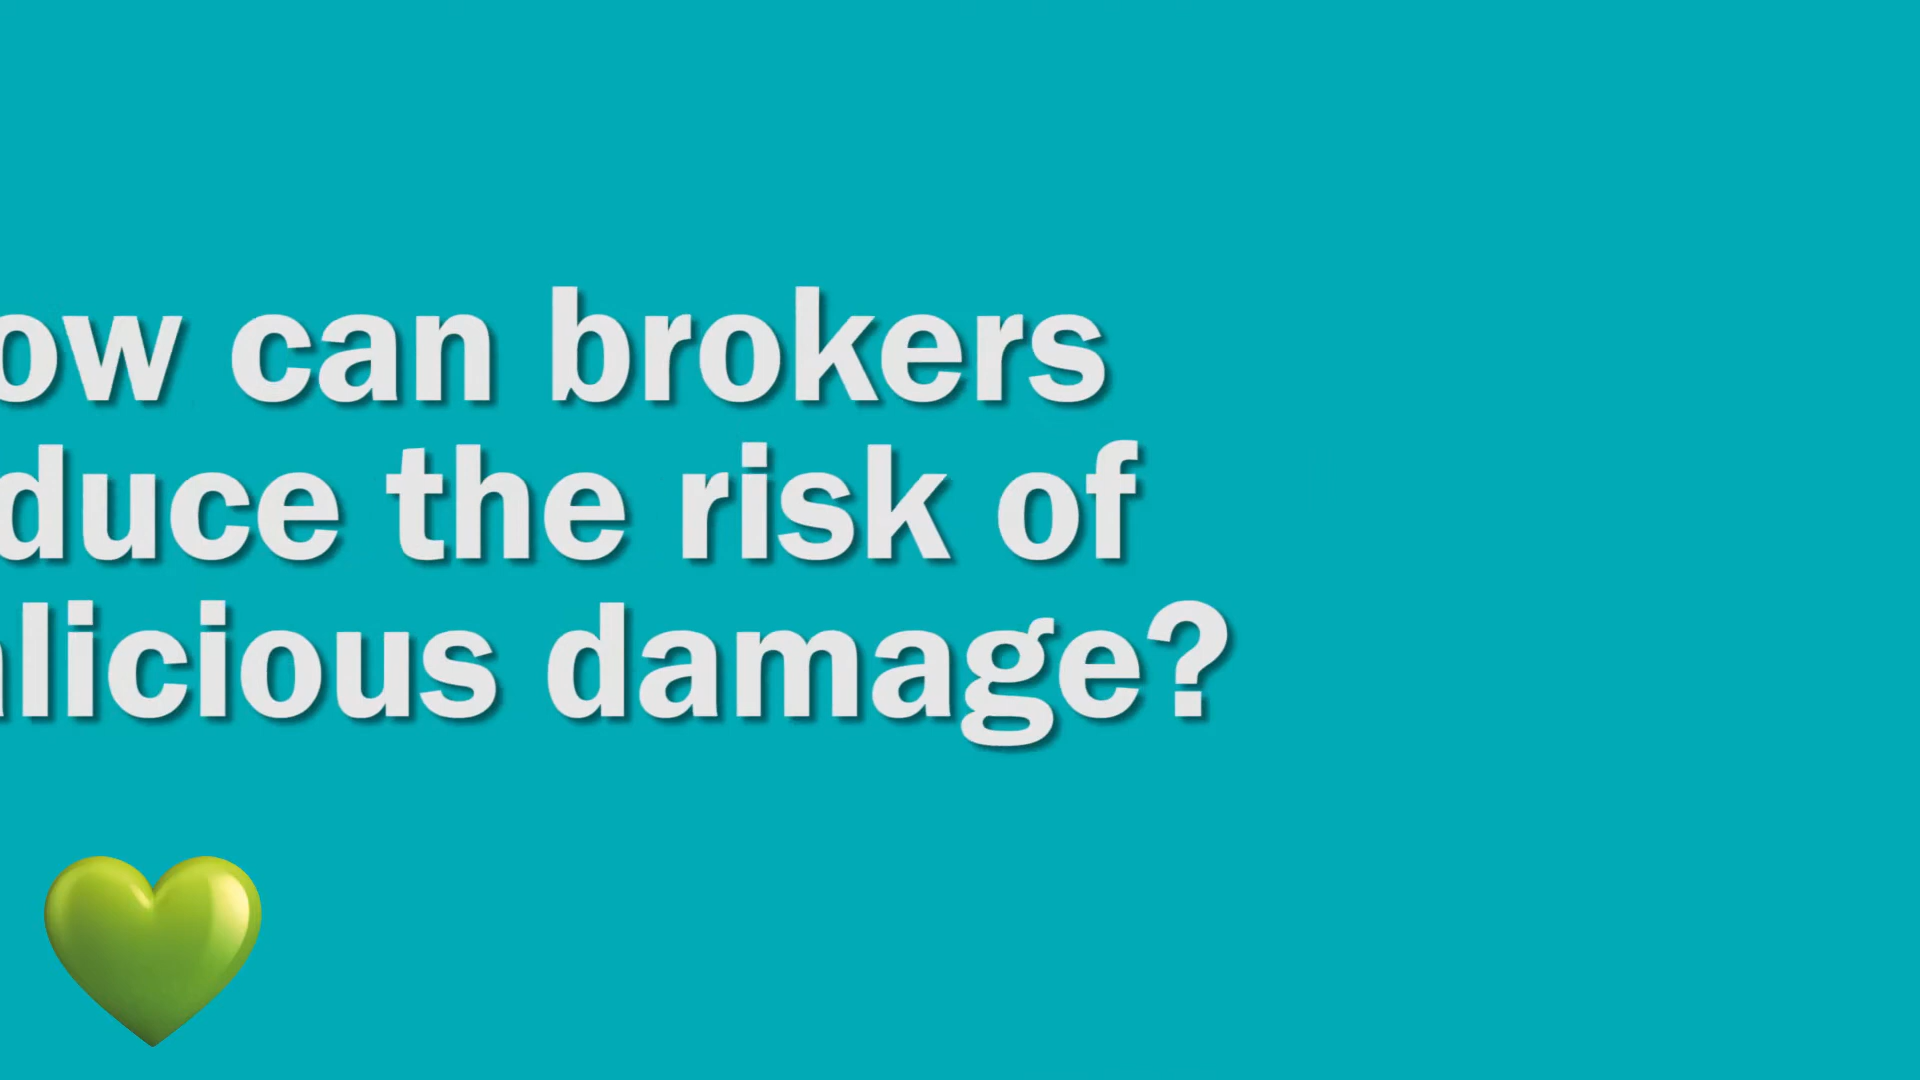 ow can brokers
duce the risk of
licious damage?